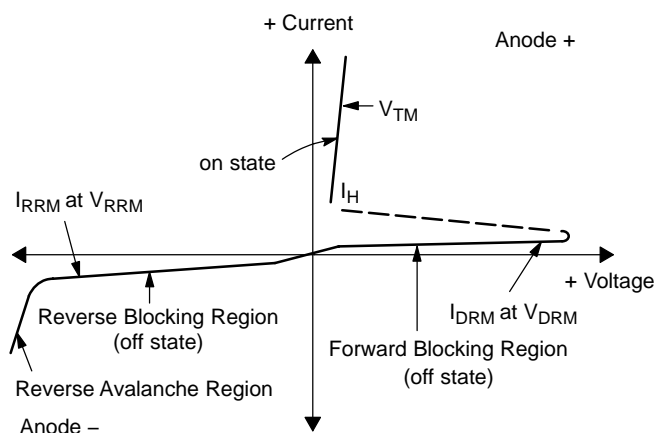 + Current
Anode +
VTM
on state
IH
IRRM at VRRM
+ Voltage
IDRM at VDRM
Reverse Blocking Region
(off state)
Forward Blocking Region
(off state)
Reverse Avalanche Region
Anode –